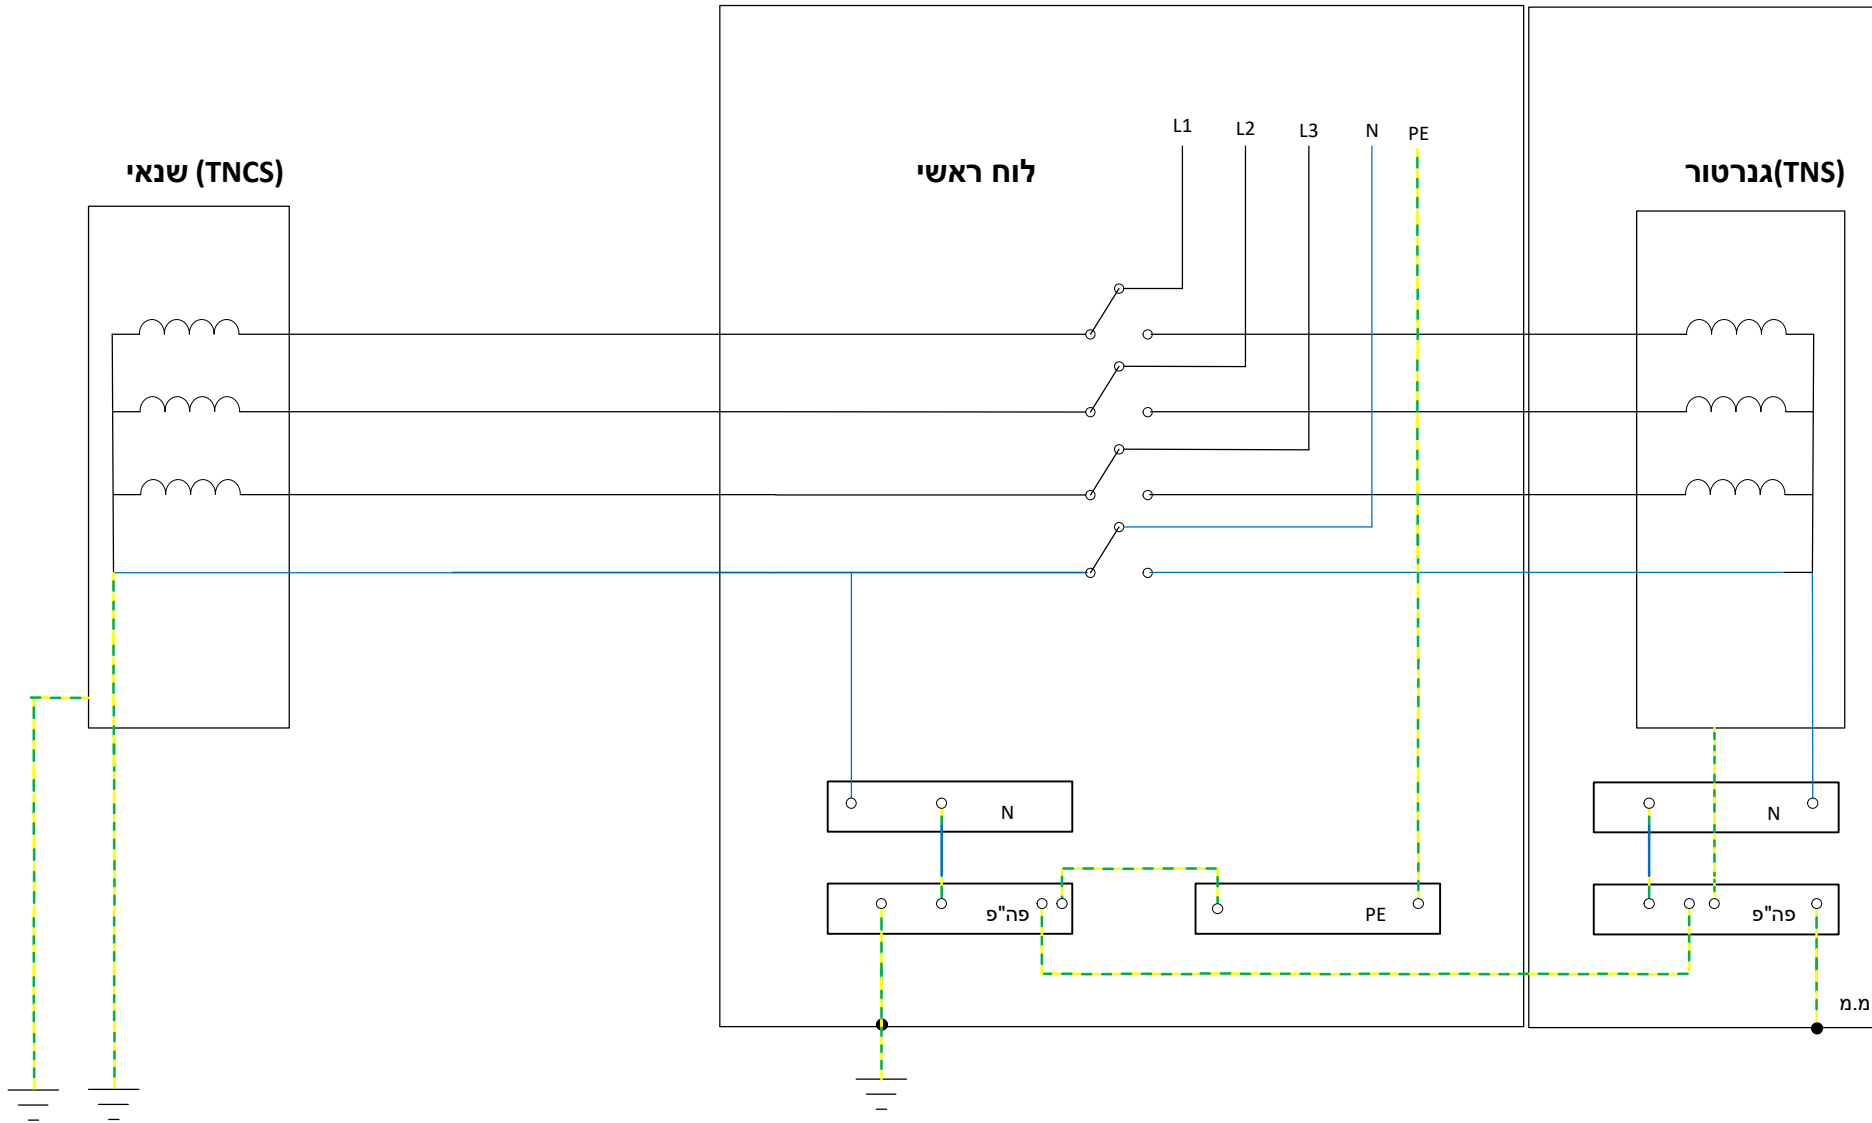 L1
L2
L3
N
PE
שנאי (TNCS)
לוח ראשי
גנרטור(TNS)
N
N
פה"פ
PE
פה"פ
מ.מ